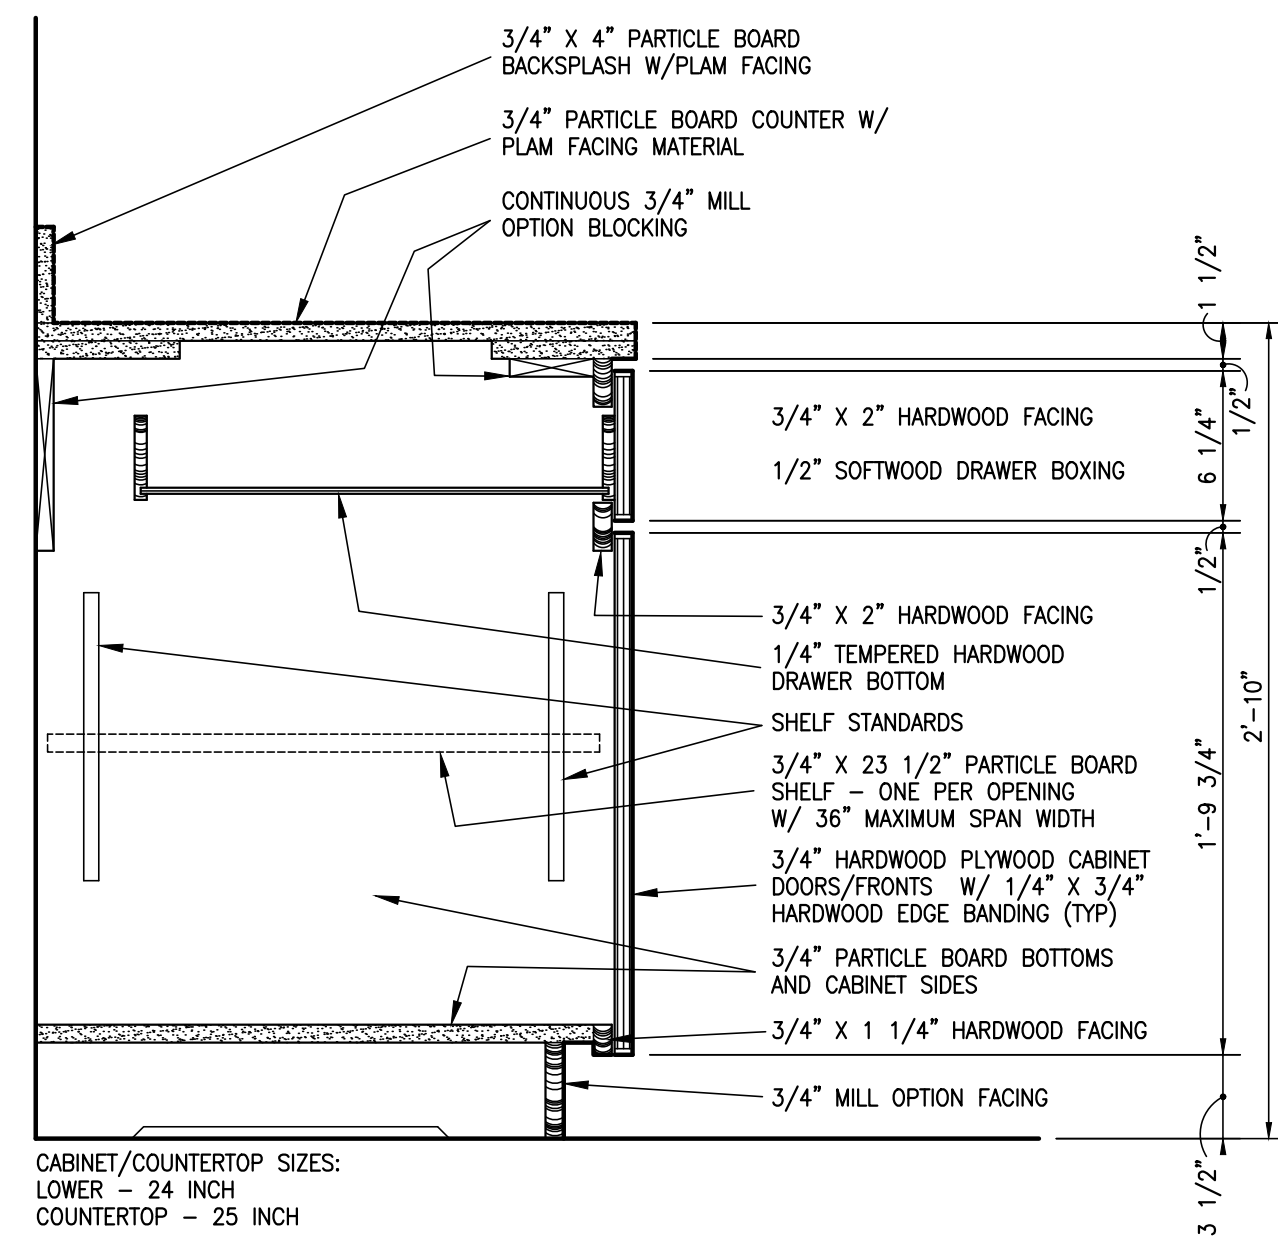 3/4" X 4" PARTICLE BOARD
BACKSPLASH W/PLAM FACING
3/4" PARTICLE BOARD COUNTER W/
PLAM FACING MATERIAL
CONTINUOUS 3/4" MILL
OPTION BLOCKING
1 1/2"
1/2"
6 1/4"
3/4" X 2" HARDWOOD FACING
1/2" SOFTWOOD DRAWER BOXING
1/2"
3/4" X 2" HARDWOOD FACING
1/4" TEMPERED HARDWOOD
DRAWER BOTTOM
SHELF STANDARDS
2'-10"
1'-9 3/4"
3/4" X 23 1/2" PARTICLE BOARD
SHELF – ONE PER OPENING
W/ 36" MAXIMUM SPAN WIDTH
3/4" HARDWOOD PLYWOOD CABINET
DOORS/FRONTS W/ 1/4" X 3/4"
HARDWOOD EDGE BANDING (TYP)
3/4" PARTICLE BOARD BOTTOMS
AND CABINET SIDES
3/4" X 1 1/4" HARDWOOD FACING
3/4" MILL OPTION FACING
3 1/2"
CABINET/COUNTERTOP SIZES:
LOWER – 24 INCH
COUNTERTOP – 25 INCH